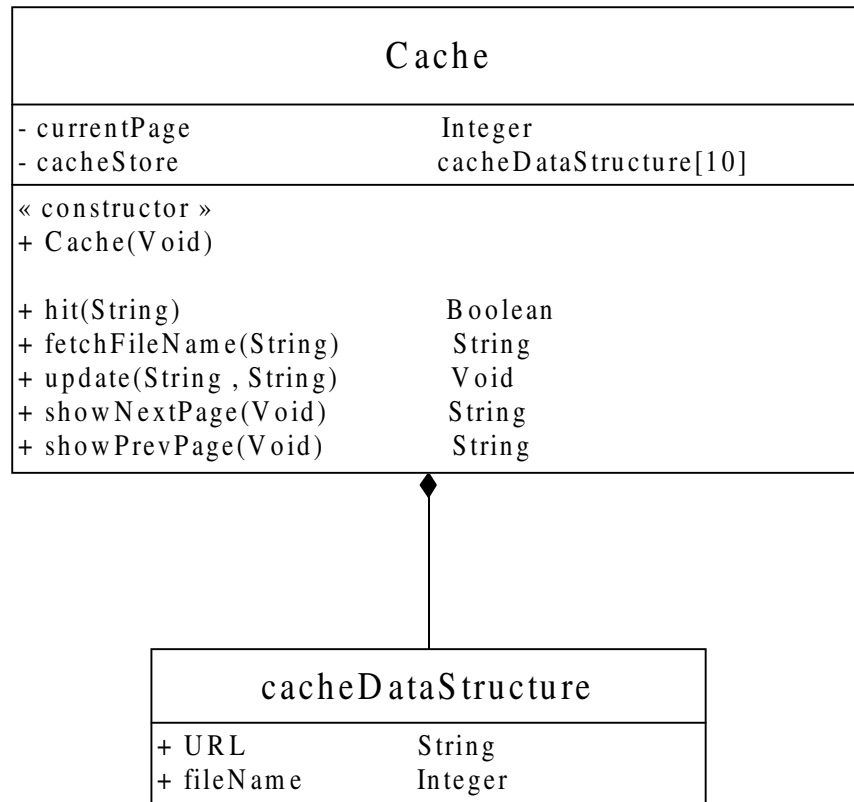 Cache
- currentPage Integer
- cacheStore cacheDataStructure[10]
« constructor »
+ Cache(Void)
+ hit(String) Boolean
+ fetchFileName(String) String
+ update(String , String) Void
+ showNextPage(Void) String
+ showPrevPage(Void) String
cacheDataStructure
+ URL String
+ fileName Integer